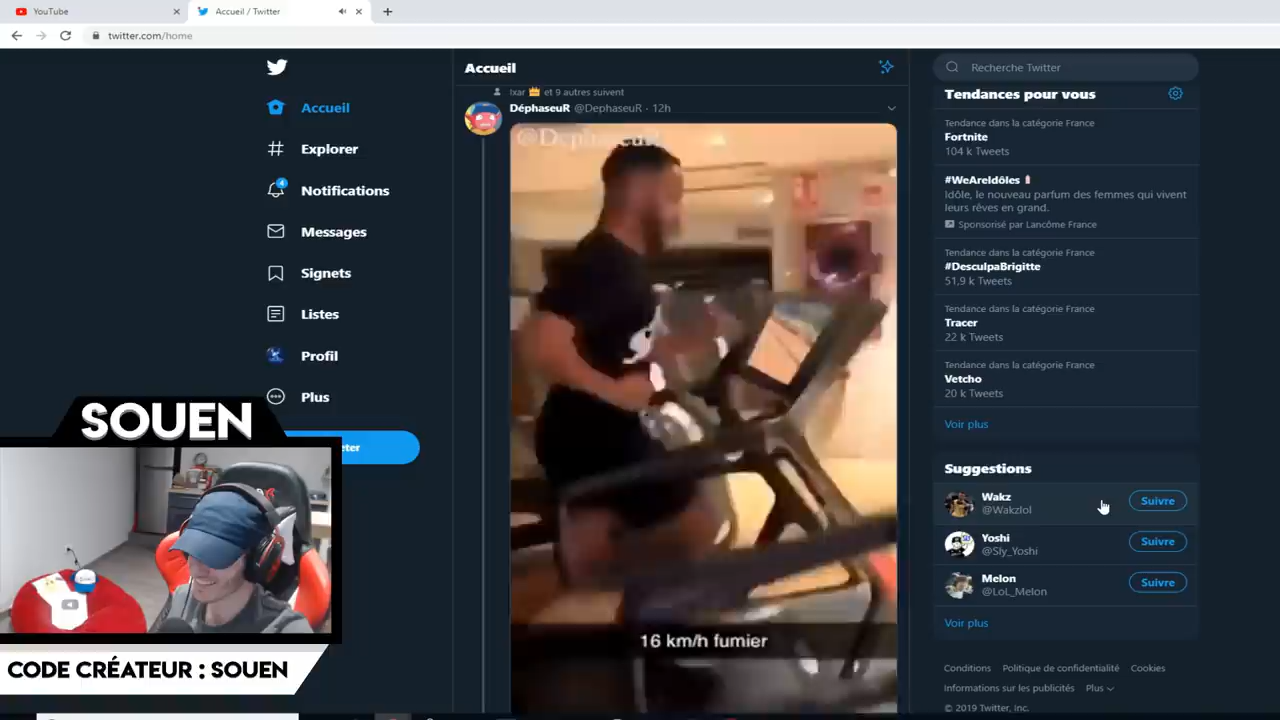 YouTube
Accueil / Twitter
twitter.com/home
Accueil
Explorer
Notifications
4
Messages
Signets
Listes
Profil
Plus
eter
Accueil
Ixar 👑 et 9 autres suivent
DéphaseuR @DephaseuR · 12h
@DephaseuR
16 km/h fumier
Recherche Twitter
Tendances pour vous
Tendance dans la catégorie France
Fortnite
104 k Tweets
#WeAreIdôles
Idôle, le nouveau parfum des femmes qui vivent
leurs rêves en grand.
Sponsorisé par Lancôme France
Tendance dans la catégorie France
#DesculpaBrigitte
51,9 k Tweets
Tendance dans la catégorie France
Tracer
22 k Tweets
Tendance dans la catégorie France
Vetcho
20 k Tweets
Voir plus
Suggestions
Wakz
@Wakzlol
Suivre
Yoshi
@Sly_Yoshi
Suivre
Melon
@LoL_Melon
Suivre
Voir plus
Conditions Politique de confidentialité Cookies
Informations sur les publicités Plus
© 2019 Twitter, Inc.
SOUEN
CODE CRÉATEUR : SOUEN